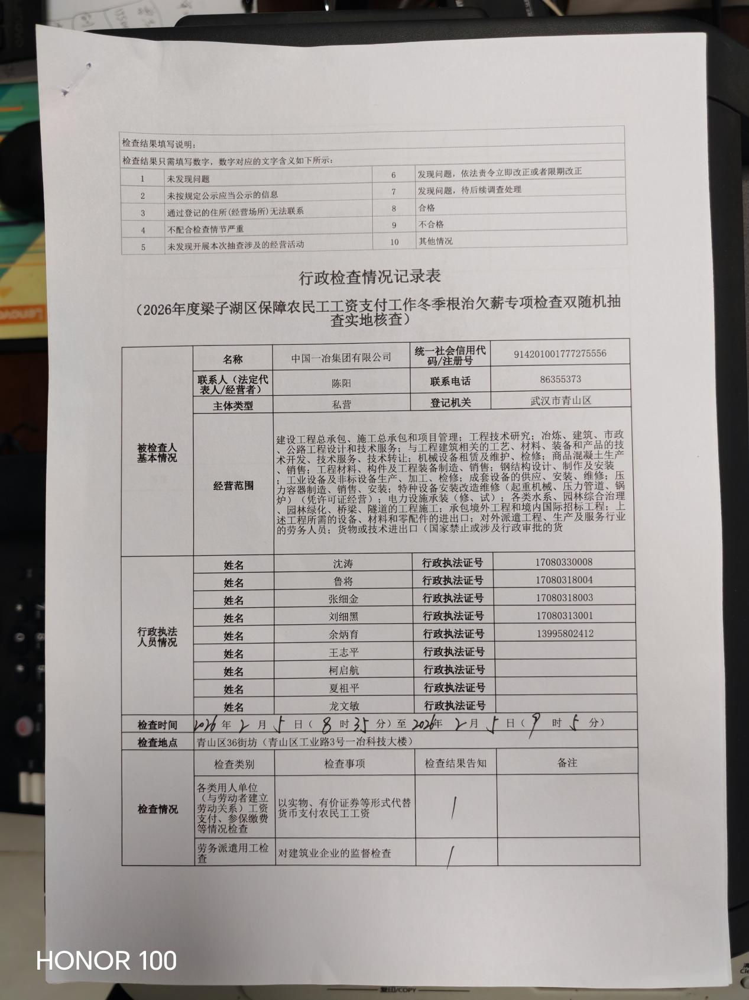 检查结果填写说明：
检查结果只需填写数字，数字对应的文字含义如下所示：
1 未发现问题 6 发现问题，依法责令立即改正或者限期改正
2 未按规定公示应当公示的信息 7 发现问题，待后续调查处理
3 通过登记的住所(经营场所)无法联系 8 合格
4 不配合检查情节严重 9 不合格
5 未发现开展本次抽查涉及的经营活动 10 其他情况
行政检查情况记录表
（2026年度梁子湖区保障农民工工资支付工作冬季根治欠薪专项检查双随机抽
查实地核查）
被检查人
基本情况
名称 中国一冶集团有限公司 统一社会信用代
码/注册号 914201001777275556
联系人（法定代
表人/经营者） 陈阳 联系电话 86355373
主体类型 私营 登记机关 武汉市青山区
经营范围
建设工程总承包、施工总承包和项目管理；工程技术研究；冶炼、建筑、市政
、公路工程设计和技术服务；与工程建筑相关的工艺、材料、装备和产品的技
术开发、技术服务、技术转让；机械设备租赁及维护、检修；商品混凝土生产
、销售；工程材料、构件及工程装备制造、销售；钢结构设计、制作及安装
；工业设备及非标设备生产、加工、检修；成套设备的供应、安装、维修；压
力容器制造、销售、安装；特种设备安装改造维修（起重机械、压力管道、锅
炉）（凭许可证经营）；电力设施承装（修、试）；各类水系、园林综合治理
、园林绿化、桥梁、隧道的工程施工；承包境外工程和境内国际招标工程；上
述工程所需的设备、材料和零配件的进出口；对外派遣工程、生产及服务行业
的劳务人员；货物或技术进出口（国家禁止或涉及行政审批的货
行政执法
人员情况
姓名 沈涛 行政执法证号 17080330008
姓名 鲁将 行政执法证号 17080318004
姓名 张细金 行政执法证号 17080318003
姓名 刘细黑 行政执法证号 17080313001
姓名 余炳育 行政执法证号 13995802412
姓名 王志平 行政执法证号
姓名 柯启航 行政执法证号
姓名 夏祖平 行政执法证号
姓名 龙文敏 行政执法证号
检查时间 2026年 2月 5日（ 8时 35分）至 2026年 2月 5日（ 9时 5分）
检查地点 青山区36街坊（青山区工业路3号一冶科技大楼）
检查情况
检查类别 检查事项 检查结果告知 备注
各类用人单位
（与劳动者建立
劳动关系）工资
支付、参保缴费
等情况检查
以实物、有价证券等形式代替
货币支付农民工工资
1
劳务派遣用工检
查
对建筑业企业的监督检查
1
HONOR 100
复印/COPY